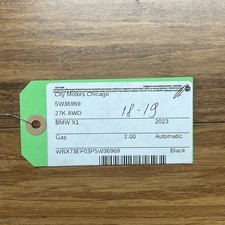 City Motors Chicago
5W36969
27K AWD
18-19
BMW X1 2023
Gas 2.00 Automatic
WBX73EF03P5W36969 Black